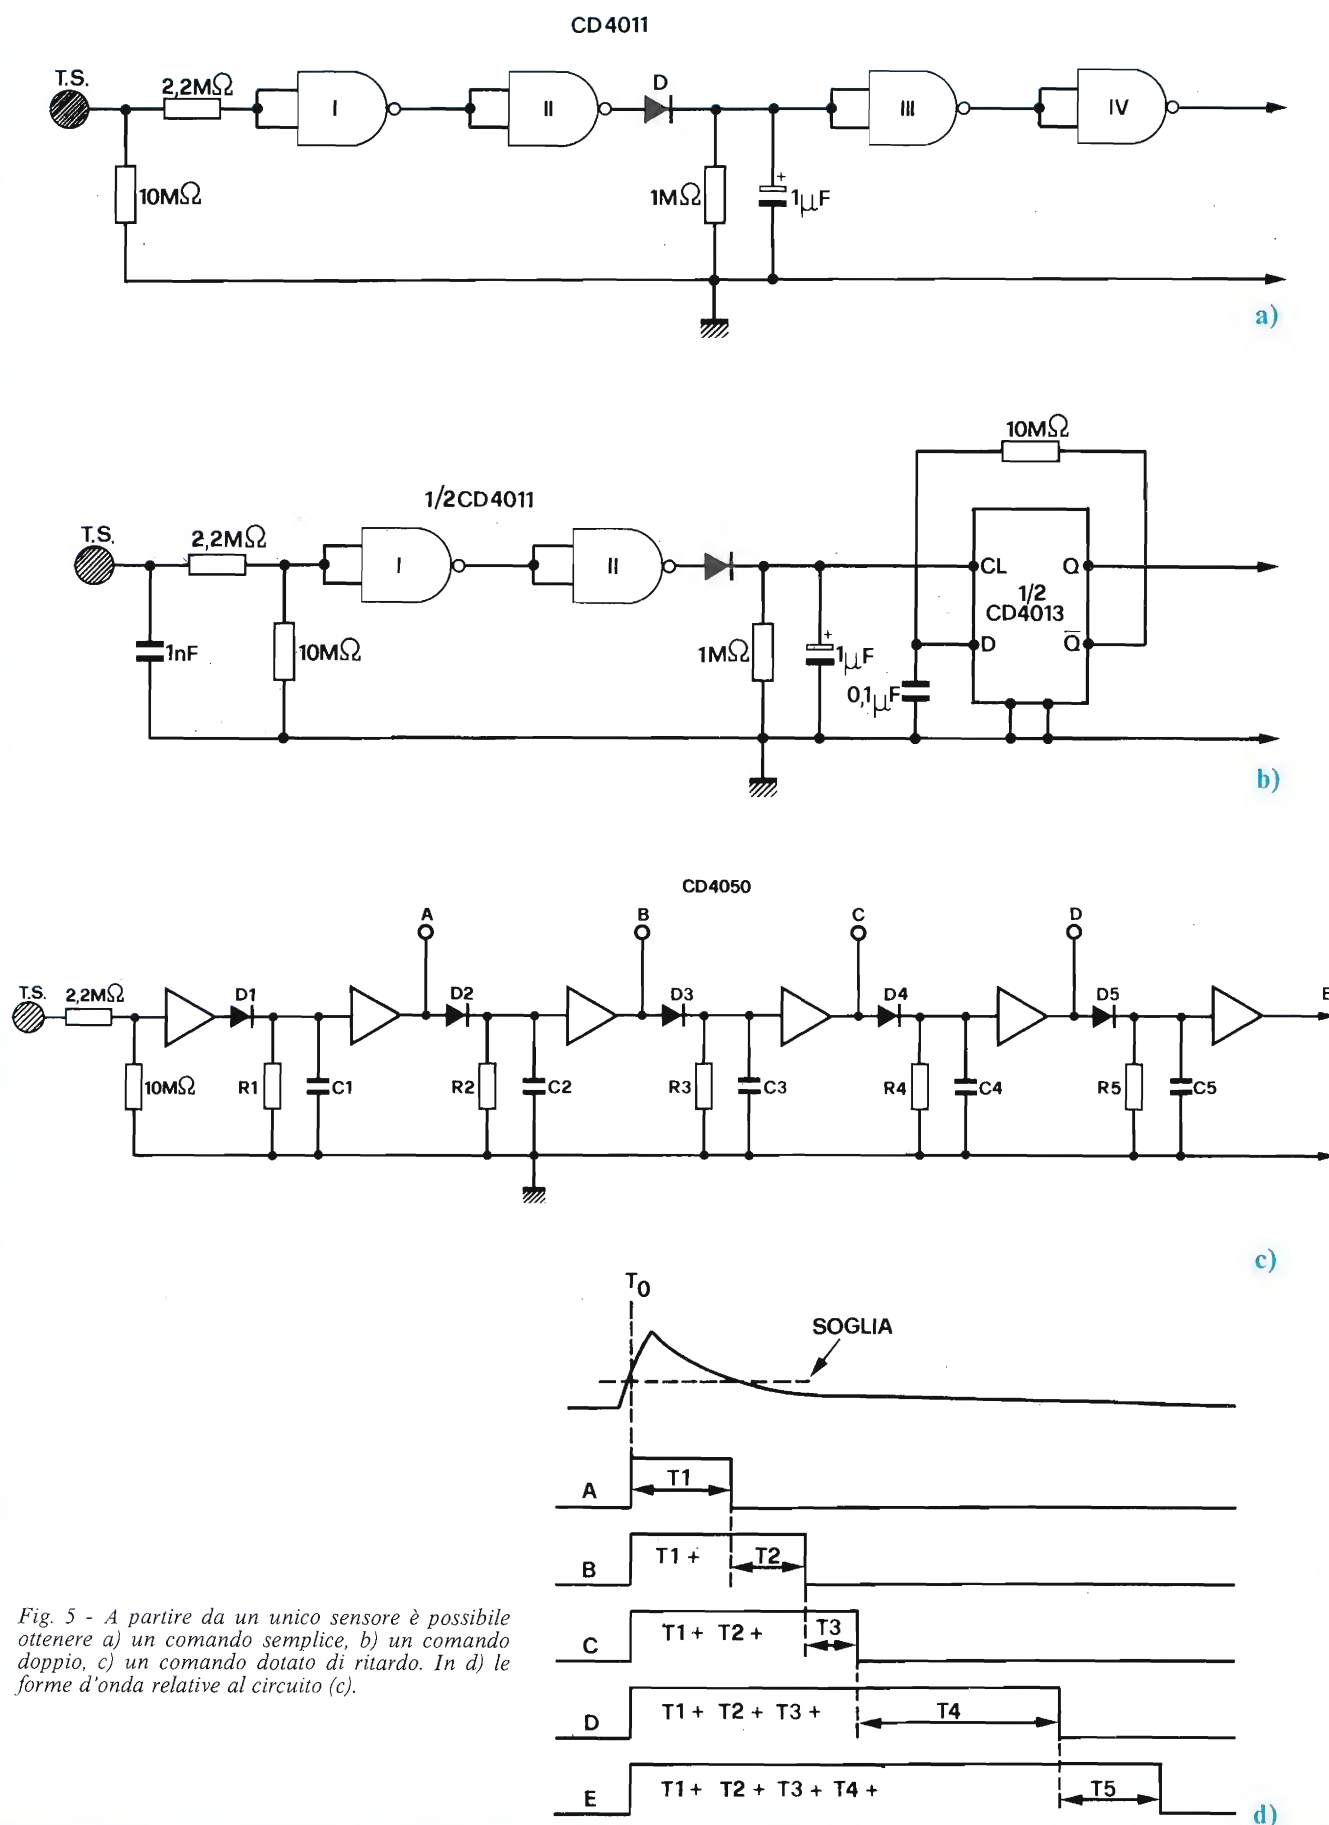 CD4011
T.S.
2,2MΩ
I
II
D
III
IV
10MΩ
1MΩ
+
1µF
a)
10MΩ
1/2CD4011
T.S.
2,2MΩ
I
II
CL
Q
1/2
CD4013
1nF
10MΩ
1MΩ
+
1µF
D
Q̅
0,1µF
b)
CD4050
A
B
C
D
T.S.
2,2MΩ
D1
D2
D3
D4
D5
E
10MΩ
R1
C1
R2
C2
R3
C3
R4
C4
R5
C5
c)
T0
SOGLIA
A
T1
B
T1 +
T2
C
T1 + T2 +
T3
D
T1 + T2 + T3 +
T4
E
T1 + T2 + T3 + T4 +
T5
d)
Fig. 5 - A partire da un unico sensore è possibile
ottenere a) un comando semplice, b) un comando
doppio, c) un comando dotato di ritardo. In d) le
forme d'onda relative al circuito (c).